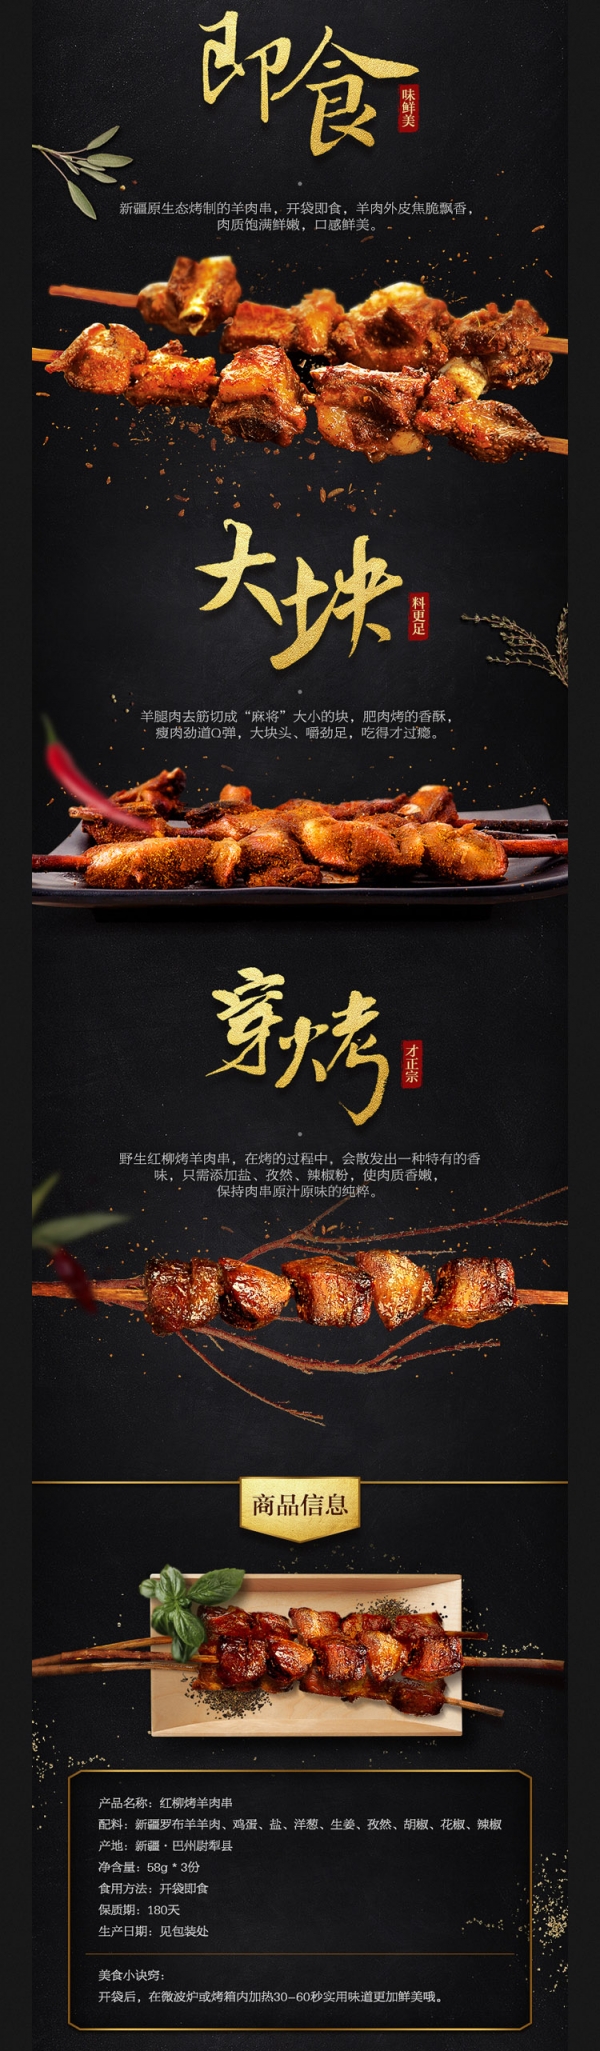 即食
味鲜美
新疆原生态烤制的羊肉串，开袋即食，羊肉外皮焦脆飘香，
肉质饱满鲜嫩，口感鲜美。
大块
料更足
羊腿肉去筋切成“麻将”大小的块，肥肉烤的香酥，
瘦肉劲道Q弹，大块头、嚼劲足，吃得才过瘾。
穿烤
才正宗
野生红柳烤羊肉串，在烤的过程中，会散发出一种特有的香
味，只需添加盐、孜然、辣椒粉，使肉质香嫩，
保持肉串原汁原味的纯粹。
商品信息
产品名称：红柳烤羊肉串
配料：新疆罗布羊羊肉、鸡蛋、盐、洋葱、生姜、孜然、胡椒、花椒、辣椒
产地：新疆·巴州尉犁县
净含量：58g * 3份
食用方法：开袋即食
保质期：180天
生产日期：见包装处
美食小诀窍：
开袋后，在微波炉或烤箱内加热30-60秒实用味道更加鲜美哦。